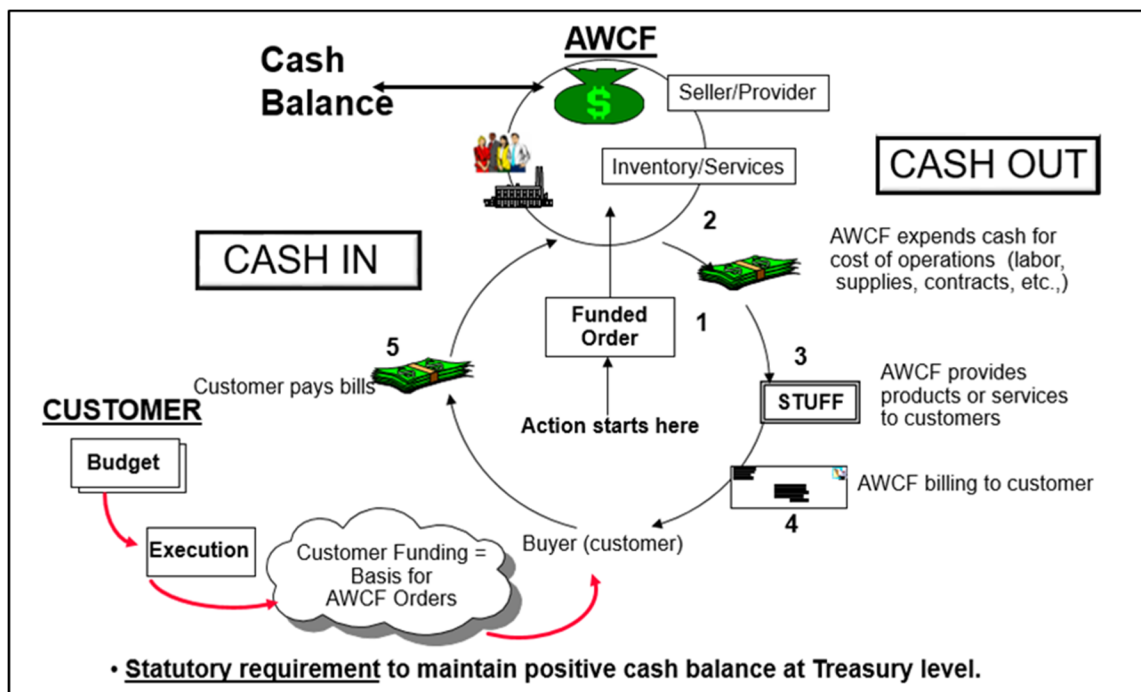 AWCF
Cash
Balance
$
Seller/Provider
Inventory/Services
CASH OUT
CASH IN
2
AWCF expends cash for
cost of operations (labor,
supplies, contracts, etc.,)
Funded
Order
1
3
5
Customer pays bills
STUFF
AWCF provides
products or services
to customers
Action starts here
CUSTOMER
Budget
AWCF billing to customer
4
Execution
Customer Funding =
Basis for
AWCF Orders
Buyer (customer)
• Statutory requirement to maintain positive cash balance at Treasury level.